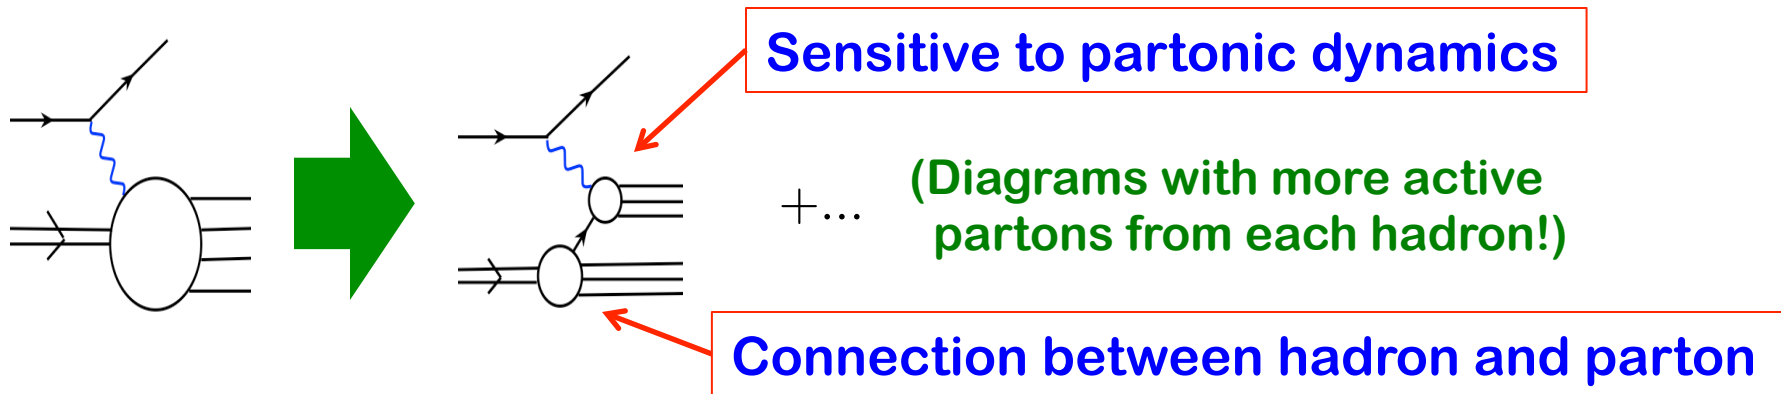 Sensitive to partonic dynamics
+...
(Diagrams with more active
partons from each hadron!)
Connection between hadron and parton